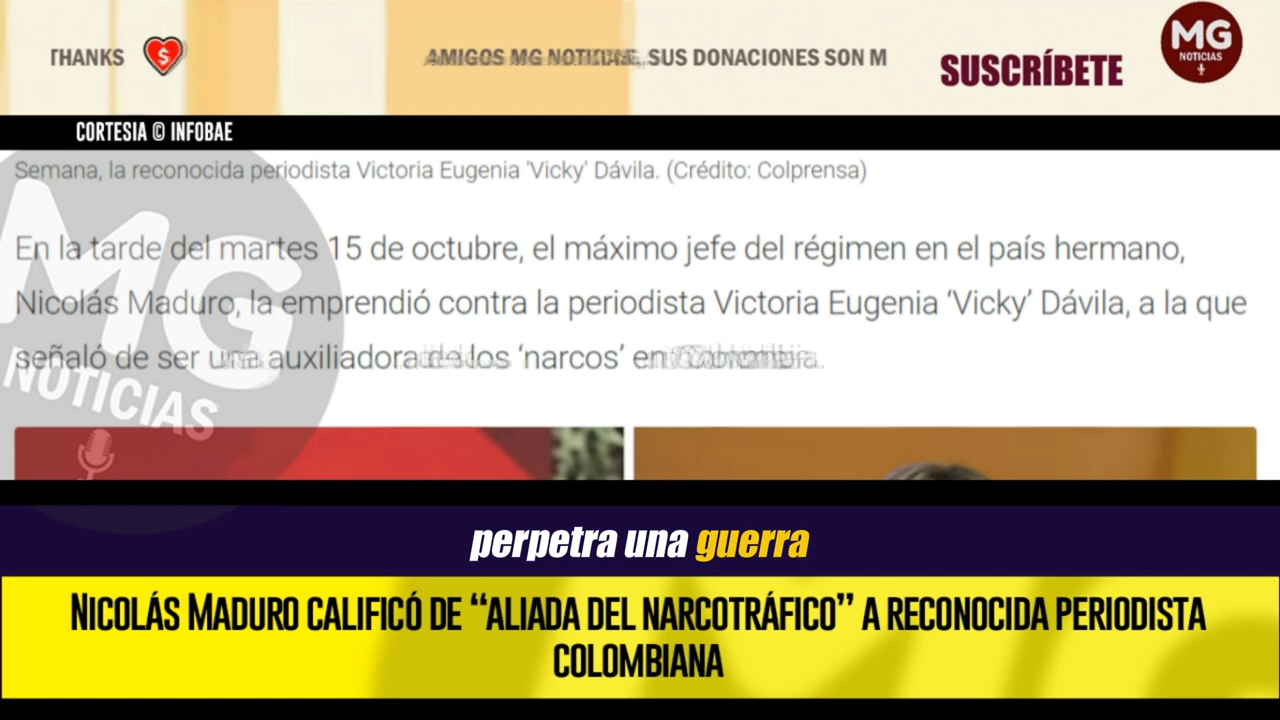 THANKS
AMIGOS MG NOTICIAS, SUS DONACIONES SON M
SUSCRÍBETE
MG
NOTICIAS
CORTESIA © INFOBAE
Semana, la reconocida periodista Victoria Eugenia 'Vicky' Dávila. (Crédito: Colprensa)
En la tarde del martes 15 de octubre, el máximo jefe del régimen en el país hermano,
Nicolás Maduro, la emprendió contra la periodista Victoria Eugenia ‘Vicky’ Dávila, a la que
señaló de ser una auxiliadora de los ‘narcos’ en Colombia.
MG
NOTICIAS
perpetra una guerra
NICOLÁS MADURO CALIFICÓ DE “ALIADA DEL NARCOTRÁFICO” A RECONOCIDA PERIODISTA
COLOMBIANA